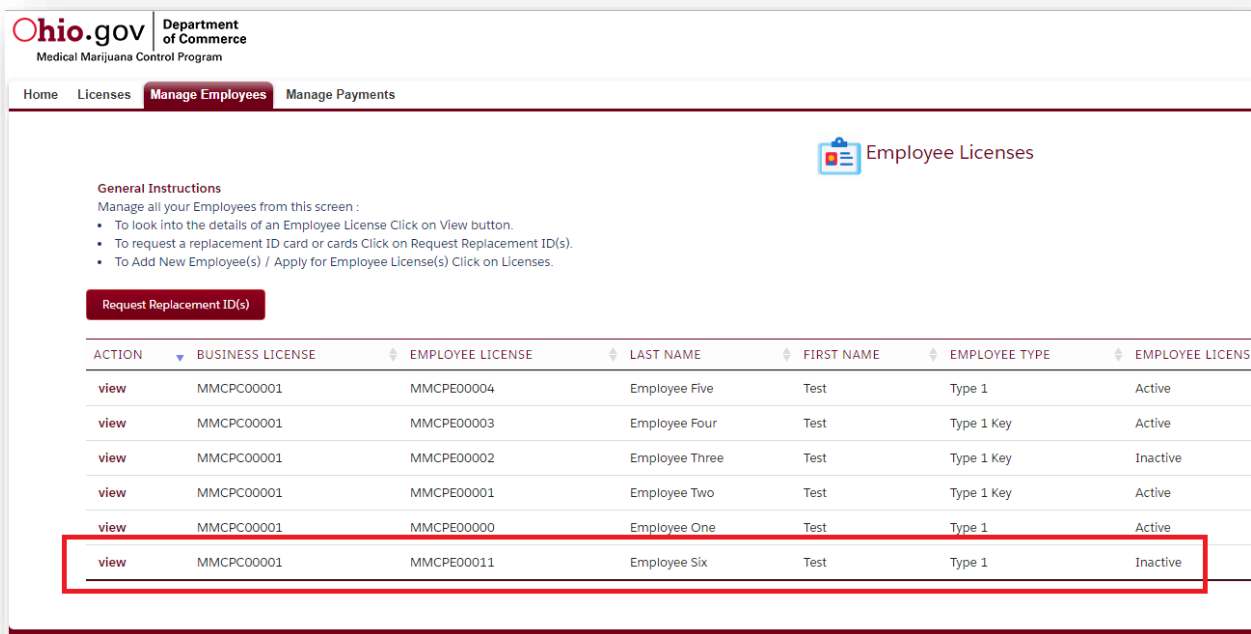 Ohio.gov Department of Commerce
Medical Marijuana Control Program
Home Licenses Manage Employees Manage Payments
Employee Licenses
General Instructions
Manage all your Employees from this screen :
• To look into the details of an Employee License Click on View button.
• To request a replacement ID card or cards Click on Request Replacement ID(s).
• To Add New Employee(s) / Apply for Employee License(s) Click on Licenses.
Request Replacement ID(s)
ACTION BUSINESS LICENSE EMPLOYEE LICENSE LAST NAME FIRST NAME EMPLOYEE TYPE EMPLOYEE LICENS
view MMCPC00001 MMCPE00004 Employee Five Test Type 1 Active
view MMCPC00001 MMCPE00003 Employee Four Test Type 1 Key Active
view MMCPC00001 MMCPE00002 Employee Three Test Type 1 Key Inactive
view MMCPC00001 MMCPE00001 Employee Two Test Type 1 Key Active
view MMCPC00001 MMCPE00000 Employee One Test Type 1 Active
view MMCPC00001 MMCPE00011 Employee Six Test Type 1 Inactive